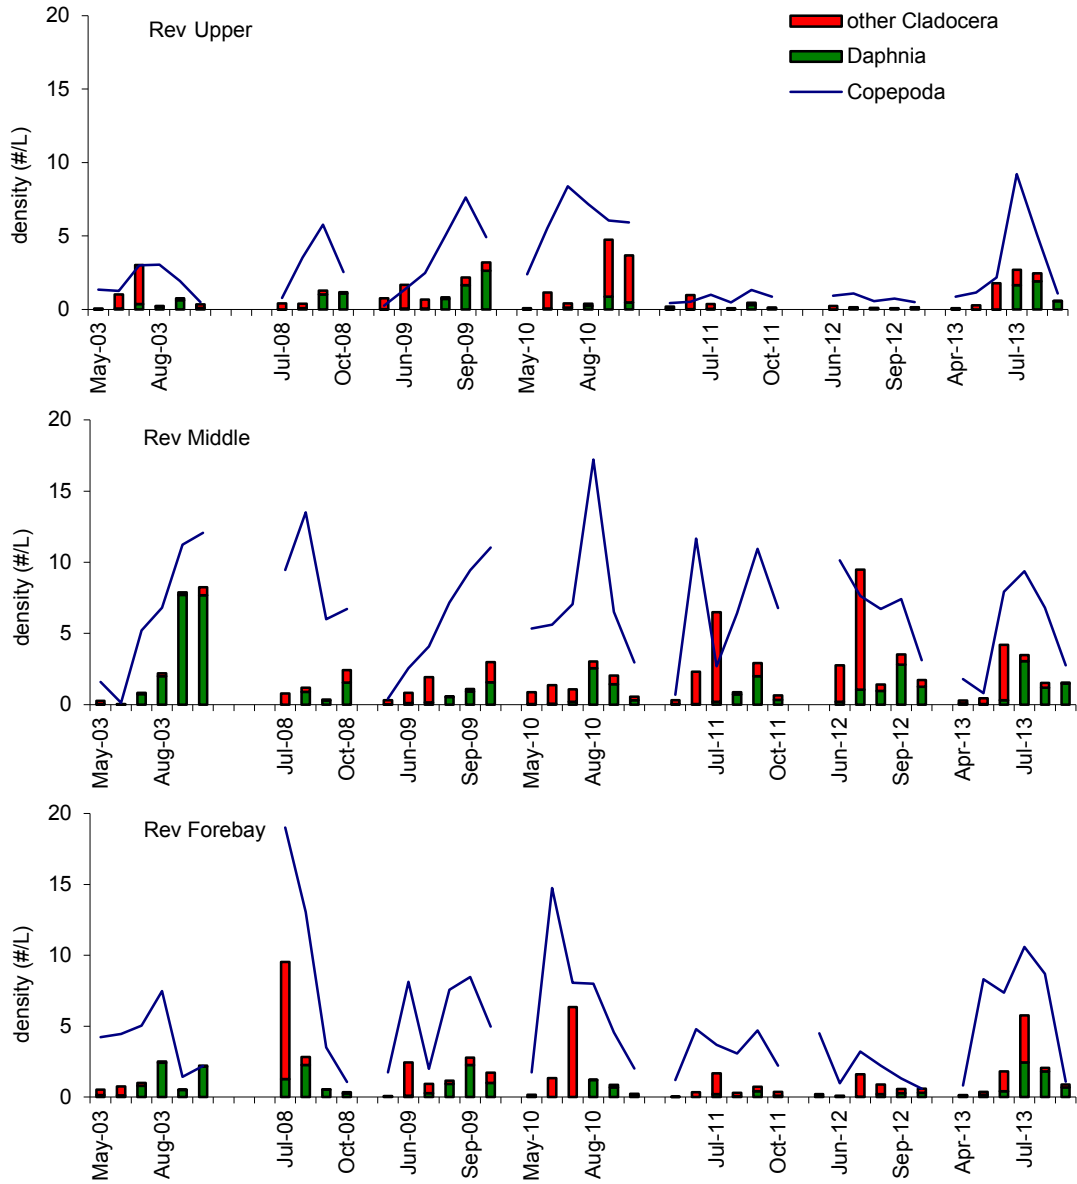 Rev Upper
other Cladocera
Daphnia
Copepoda
density (#/L)
20
15
10
5
0
May-03
Aug-03
Jul-08
Oct-08
Jun-09
Sep-09
May-10
Aug-10
Jul-11
Oct-11
Jun-12
Sep-12
Apr-13
Jul-13
Rev Middle
density (#/L)
20
15
10
5
0
May-03
Aug-03
Jul-08
Oct-08
Jun-09
Sep-09
May-10
Aug-10
Jul-11
Oct-11
Jun-12
Sep-12
Apr-13
Jul-13
Rev Forebay
density (#/L)
20
15
10
5
0
May-03
Aug-03
Jul-08
Oct-08
Jun-09
Sep-09
May-10
Aug-10
Jul-11
Oct-11
Jun-12
Sep-12
Apr-13
Jul-13